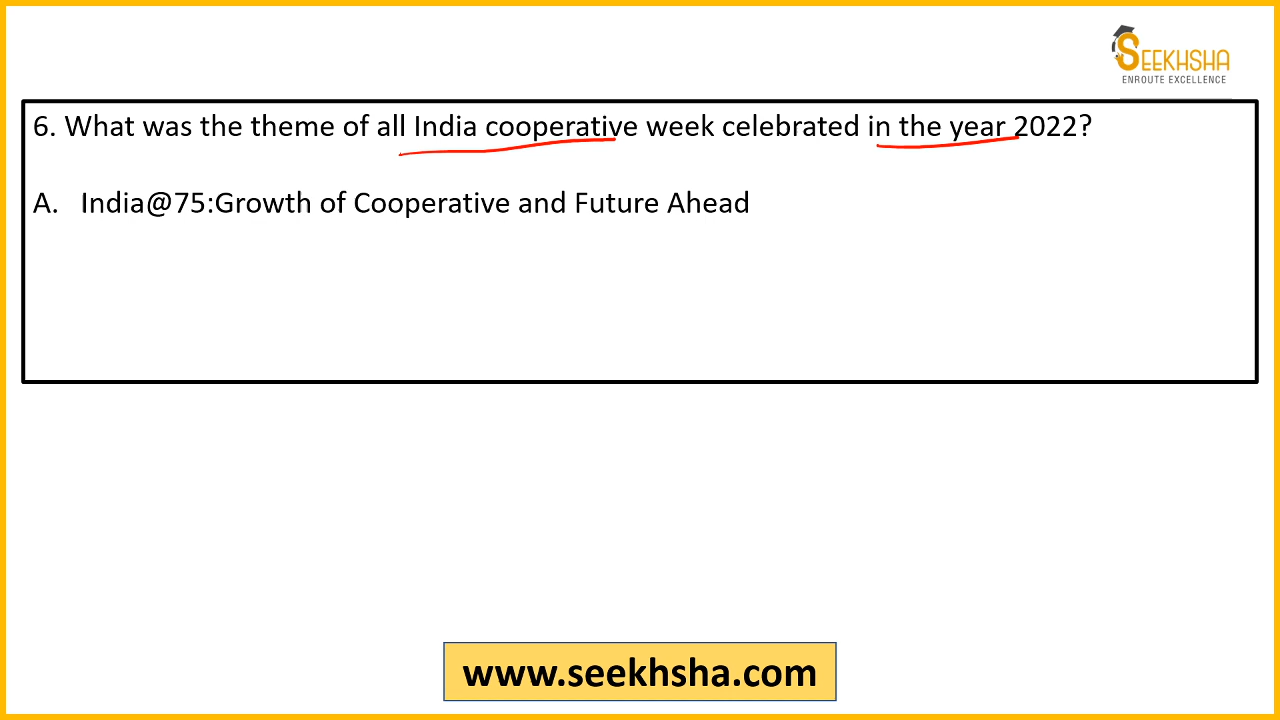 SEEKHSHA
ENROUTE EXCELLENCE
6. What was the theme of all India cooperative week celebrated in the year 2022?
A. India@75:Growth of Cooperative and Future Ahead
www.seekhsha.com